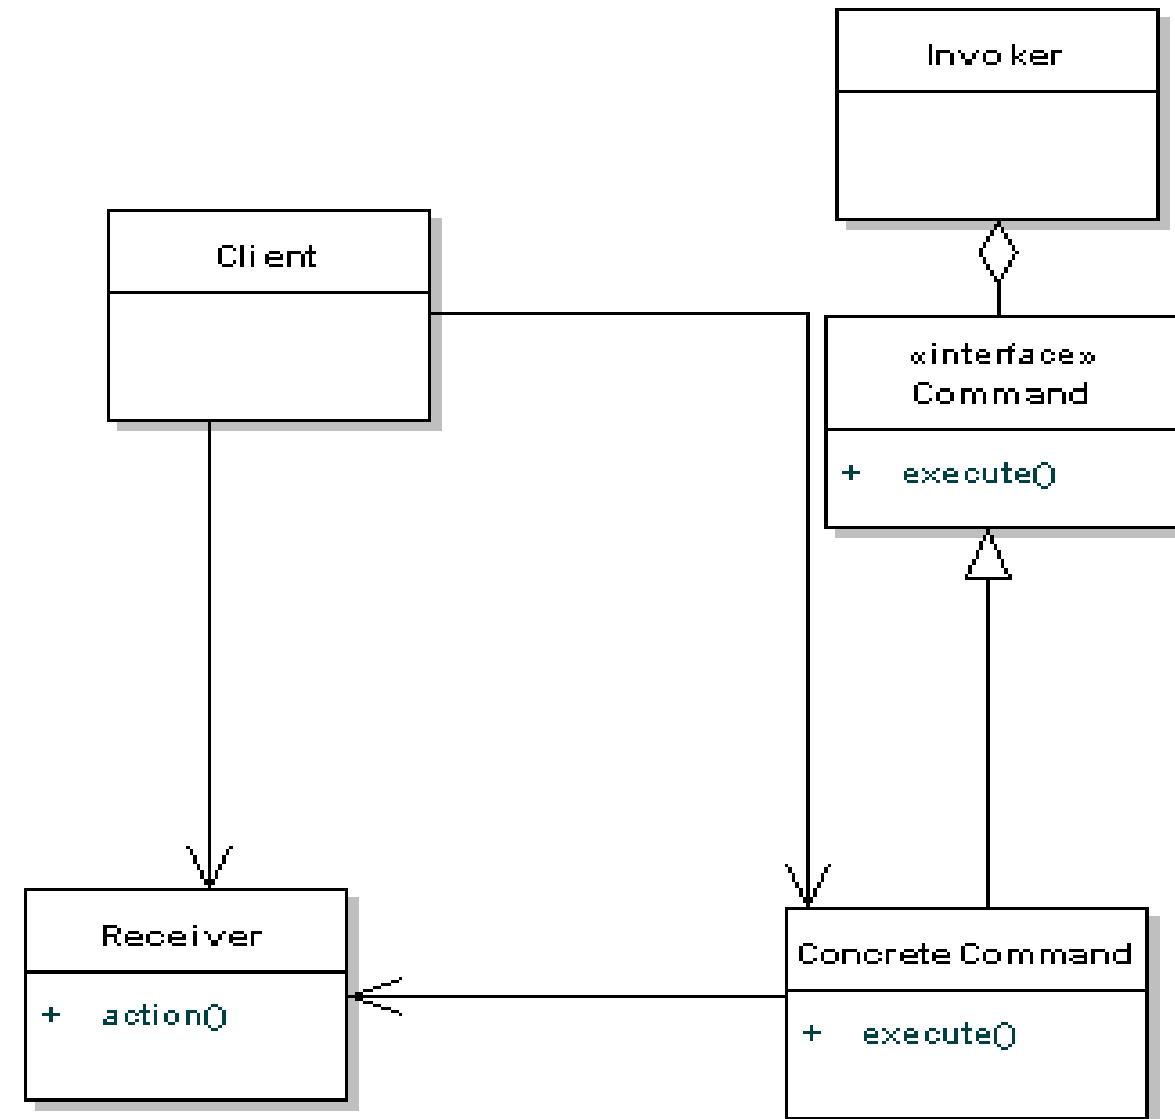 Invoker
Client
«interface»
Command
+ execute()
Receiver
+ action()
Concrete Command
+ execute()